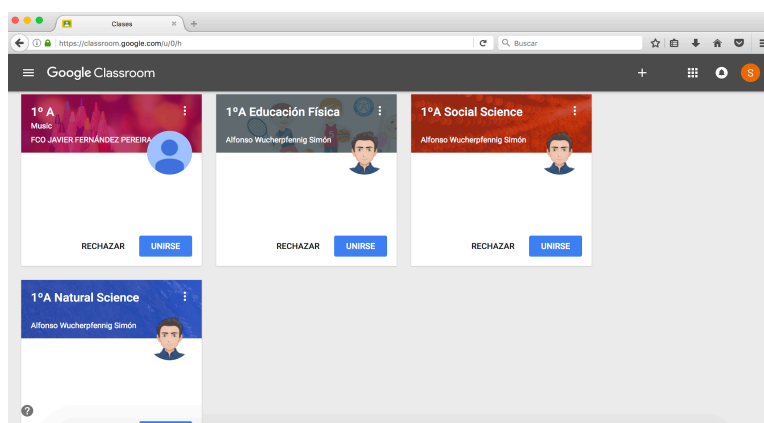 Clases
https://classroom.google.com/u/0/h
Buscar
Google Classroom
S
1º A
Music
FCO JAVIER FERNÁNDEZ PEREIRA
RECHAZAR UNIRSE
1ºA Educación Física
Alfonso Wucherpfennig Simón
RECHAZAR UNIRSE
1ºA Social Science
Alfonso Wucherpfennig Simón
RECHAZAR UNIRSE
1ºA Natural Science
Alfonso Wucherpfennig Simón